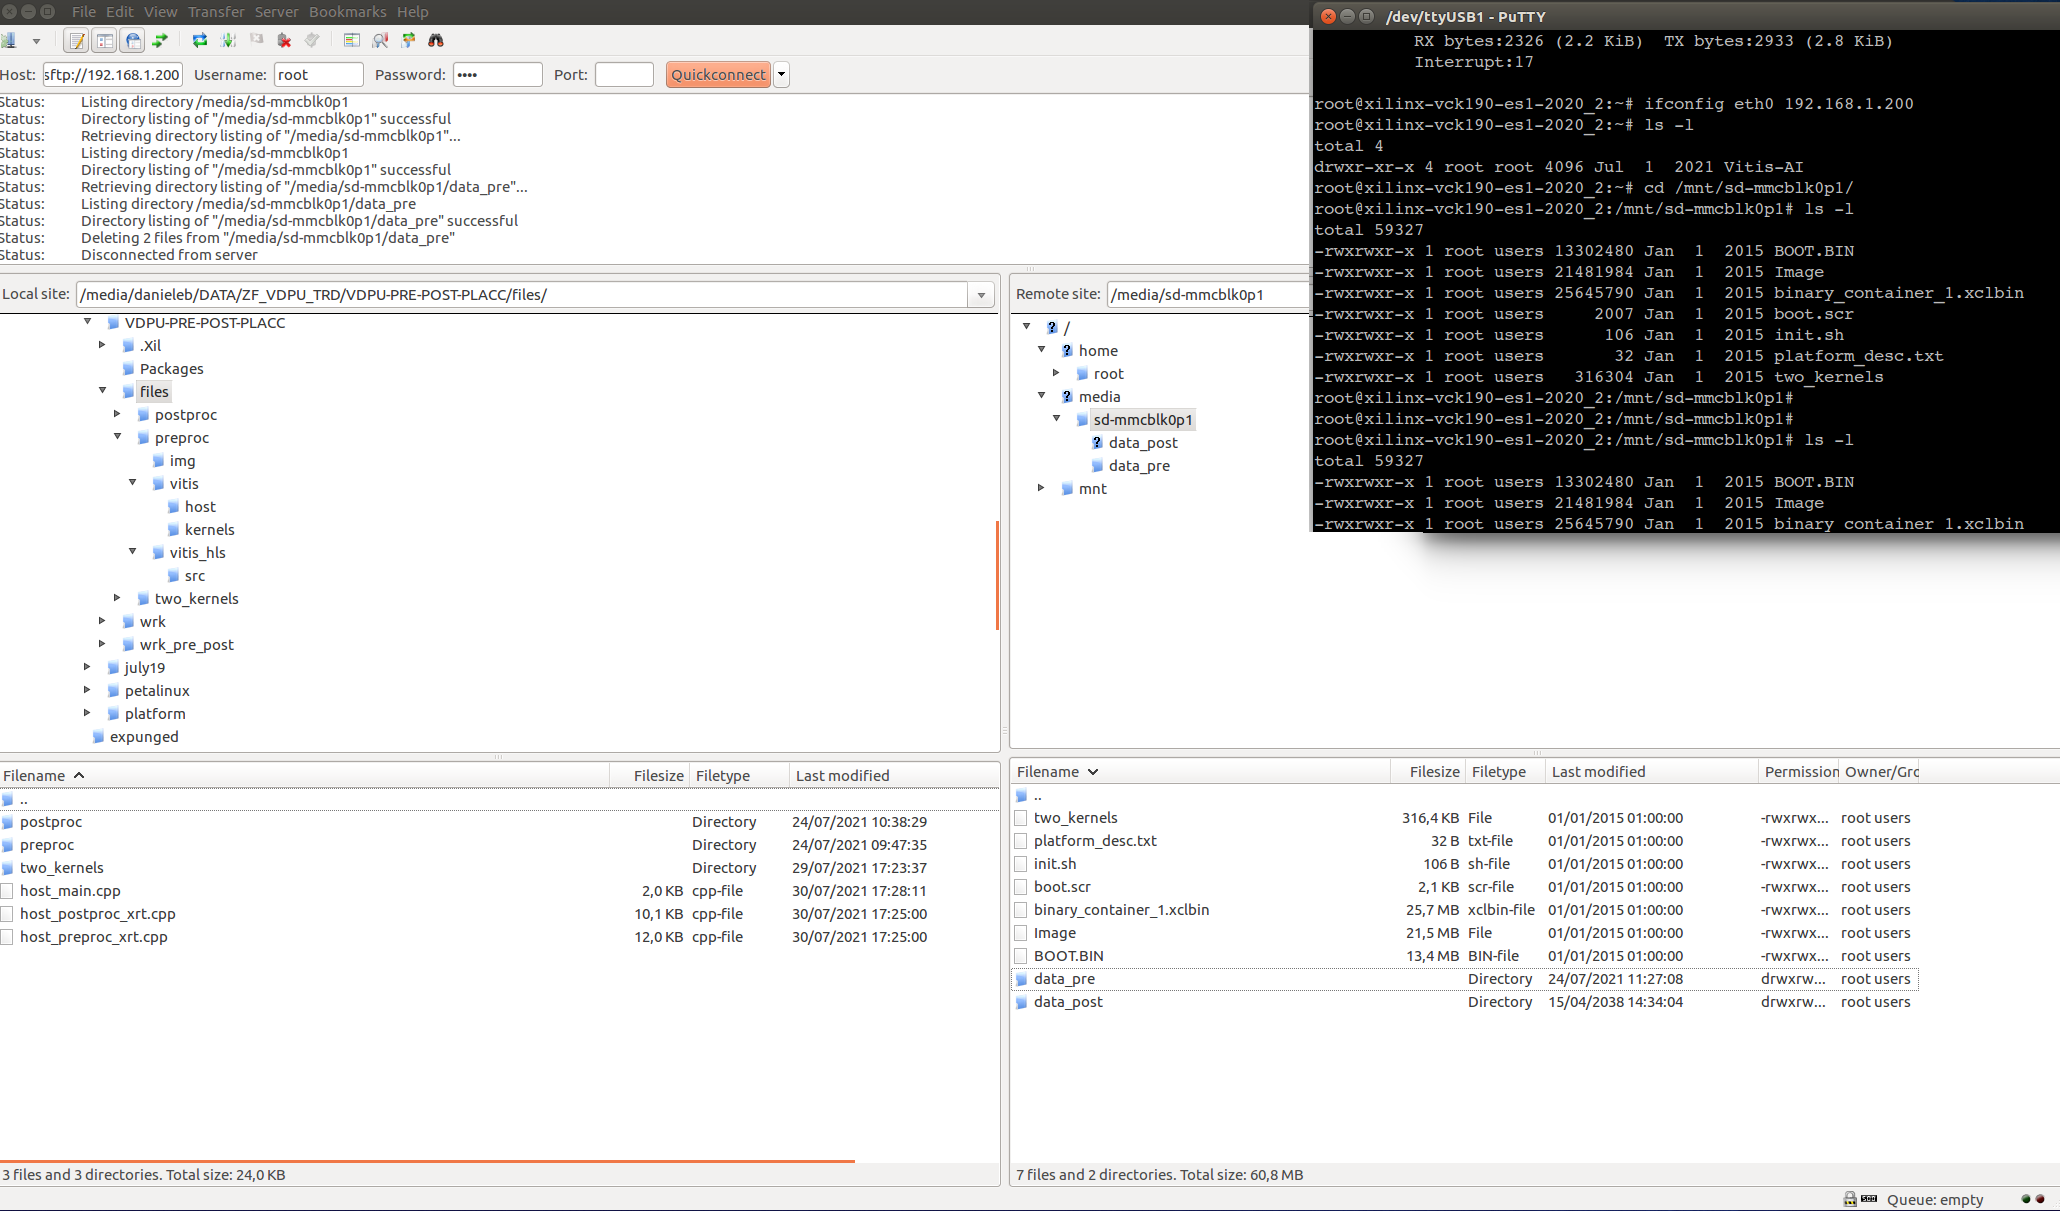 File Edit View Transfer Server Bookmarks Help
Host: sftp://192.168.1.200 Username: root Password: •••• Port: Quickconnect
Status: Listing directory /media/sd-mmcblk0p1
Status: Directory listing of "/media/sd-mmcblk0p1" successful
Status: Retrieving directory listing of "/media/sd-mmcblk0p1"...
Status: Listing directory /media/sd-mmcblk0p1
Status: Directory listing of "/media/sd-mmcblk0p1" successful
Status: Retrieving directory listing of "/media/sd-mmcblk0p1/data_pre"...
Status: Listing directory /media/sd-mmcblk0p1/data_pre
Status: Directory listing of "/media/sd-mmcblk0p1/data_pre" successful
Status: Deleting 2 files from "/media/sd-mmcblk0p1/data_pre"
Status: Disconnected from server
Local site: /media/danieleb/DATA/ZF_VDPU_TRD/VDPU-PRE-POST-PLACC/files/
VDPU-PRE-POST-PLACC
.Xil
Packages
files
postproc
preproc
img
vitis
host
kernels
vitis_hls
src
two_kernels
wrk
wrk_pre_post
july19
petalinux
platform
expunged
Filename Filesize Filetype Last modified
..
postproc Directory 24/07/2021 10:38:29
preproc Directory 24/07/2021 09:47:35
two_kernels Directory 29/07/2021 17:23:37
host_main.cpp 2,0 KB cpp-file 30/07/2021 17:28:11
host_postproc_xrt.cpp 10,1 KB cpp-file 30/07/2021 17:25:00
host_preproc_xrt.cpp 12,0 KB cpp-file 30/07/2021 17:25:00
3 files and 3 directories. Total size: 24,0 KB
Remote site: /media/sd-mmcblk0p1
/
home
root
media
sd-mmcblk0p1
data_post
data_pre
mnt
Filename Filesize Filetype Last modified Permission Owner/Gro
..
two_kernels 316,4 KB File 01/01/2015 01:00:00 -rwxrwx... root users
platform_desc.txt 32 B txt-file 01/01/2015 01:00:00 -rwxrwx... root users
init.sh 106 B sh-file 01/01/2015 01:00:00 -rwxrwx... root users
boot.scr 2,1 KB scr-file 01/01/2015 01:00:00 -rwxrwx... root users
binary_container_1.xclbin 25,7 MB xclbin-file 01/01/2015 01:00:00 -rwxrwx... root users
Image 21,5 MB File 01/01/2015 01:00:00 -rwxrwx... root users
BOOT.BIN 13,4 MB BIN-file 01/01/2015 01:00:00 -rwxrwx... root users
data_pre Directory 24/07/2021 11:27:08 drwxrw... root users
data_post Directory 15/04/2038 14:34:04 drwxrw... root users
7 files and 2 directories. Total size: 60,8 MB
Queue: empty
/dev/ttyUSB1 - PuTTY
RX bytes:2326 (2.2 KiB) TX bytes:2933 (2.8 KiB)
Interrupt:17
root@xilinx-vck190-es1-2020_2:~# ifconfig eth0 192.168.1.200
root@xilinx-vck190-es1-2020_2:~# ls -l
total 4
drwxr-xr-x 4 root root 4096 Jul 1 2021 Vitis-AI
root@xilinx-vck190-es1-2020_2:~# cd /mnt/sd-mmcblk0p1/
root@xilinx-vck190-es1-2020_2:/mnt/sd-mmcblk0p1# ls -l
total 59327
-rwxrwxr-x 1 root users 13302480 Jan 1 2015 BOOT.BIN
-rwxrwxr-x 1 root users 21481984 Jan 1 2015 Image
-rwxrwxr-x 1 root users 25645790 Jan 1 2015 binary_container_1.xclbin
-rwxrwxr-x 1 root users 2007 Jan 1 2015 boot.scr
-rwxrwxr-x 1 root users 106 Jan 1 2015 init.sh
-rwxrwxr-x 1 root users 32 Jan 1 2015 platform_desc.txt
-rwxrwxr-x 1 root users 316304 Jan 1 2015 two_kernels
root@xilinx-vck190-es1-2020_2:/mnt/sd-mmcblk0p1#
root@xilinx-vck190-es1-2020_2:/mnt/sd-mmcblk0p1#
root@xilinx-vck190-es1-2020_2:/mnt/sd-mmcblk0p1# ls -l
total 59327
-rwxrwxr-x 1 root users 13302480 Jan 1 2015 BOOT.BIN
-rwxrwxr-x 1 root users 21481984 Jan 1 2015 Image
-rwxrwxr-x 1 root users 25645790 Jan 1 2015 binary_container_1.xclbin